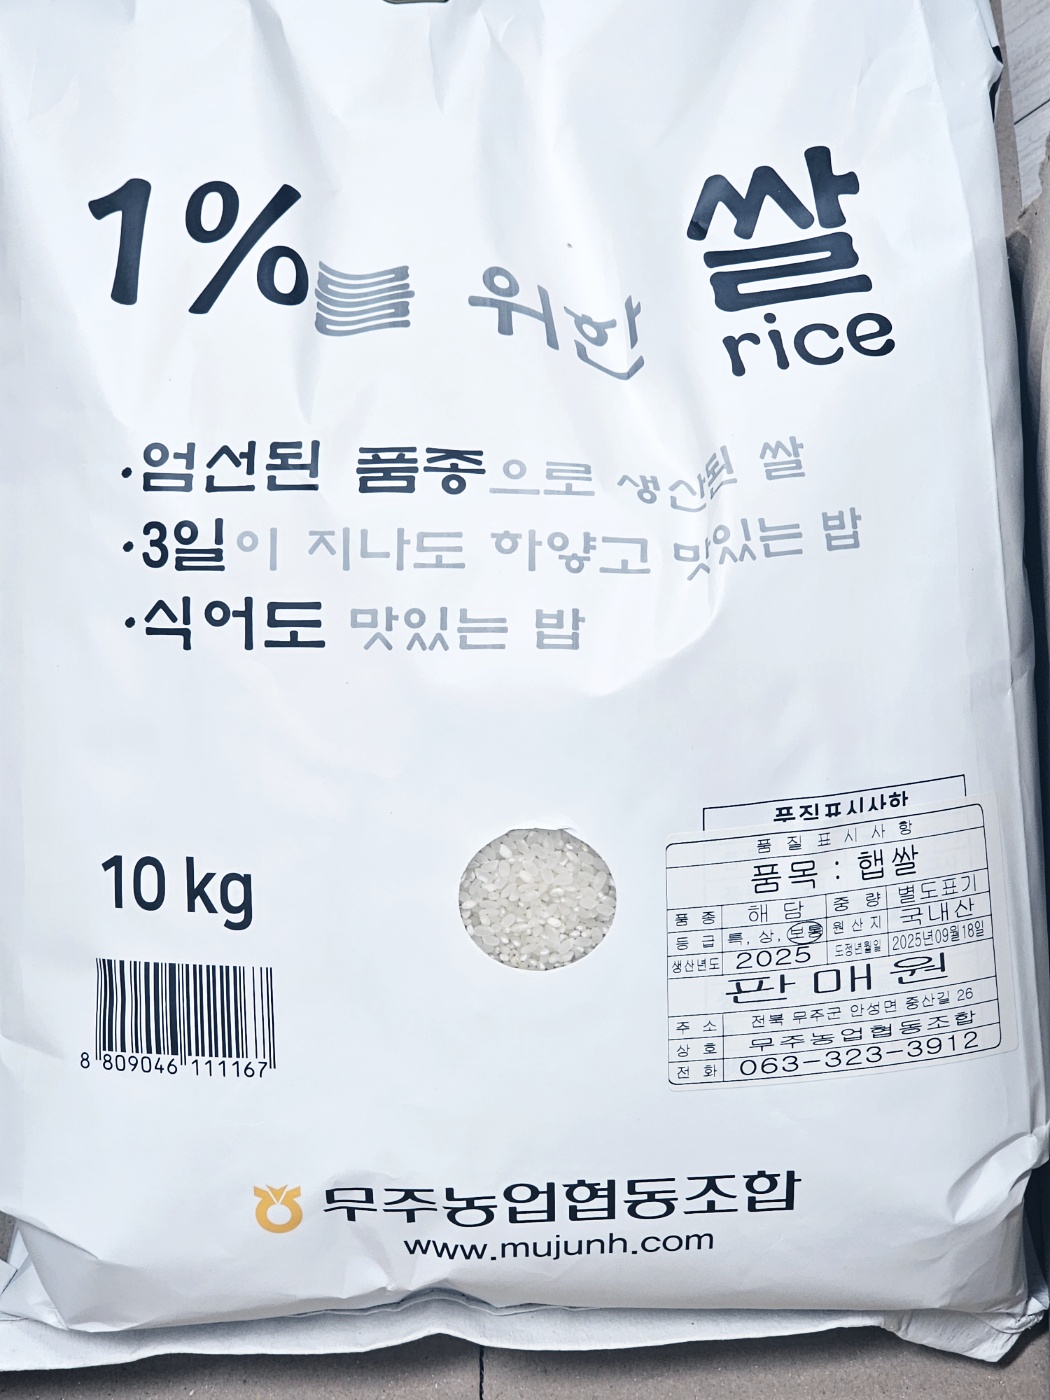 1%를 위한 쌀
rice
·엄선된 품종으로 생산된 쌀
·3일이 지나도 하얗고 맛있는 밥
·식어도 맛있는 밥
10 kg
8 809046 111167
품질표시사항
품 질 표 시 사 항
품목 : 햅쌀
품 종 해 담 중 량 별도표기
등 급 특, 상, 보통 원 산 지 국내산
생산년도 2025 도정년월일 2025년09월18일
판 매 원
주 소 전북 무주군 안성면 중산길 26
상 호 무주농업협동조합
전 화 063-323-3912
무주농업협동조합
www.mujunh.com